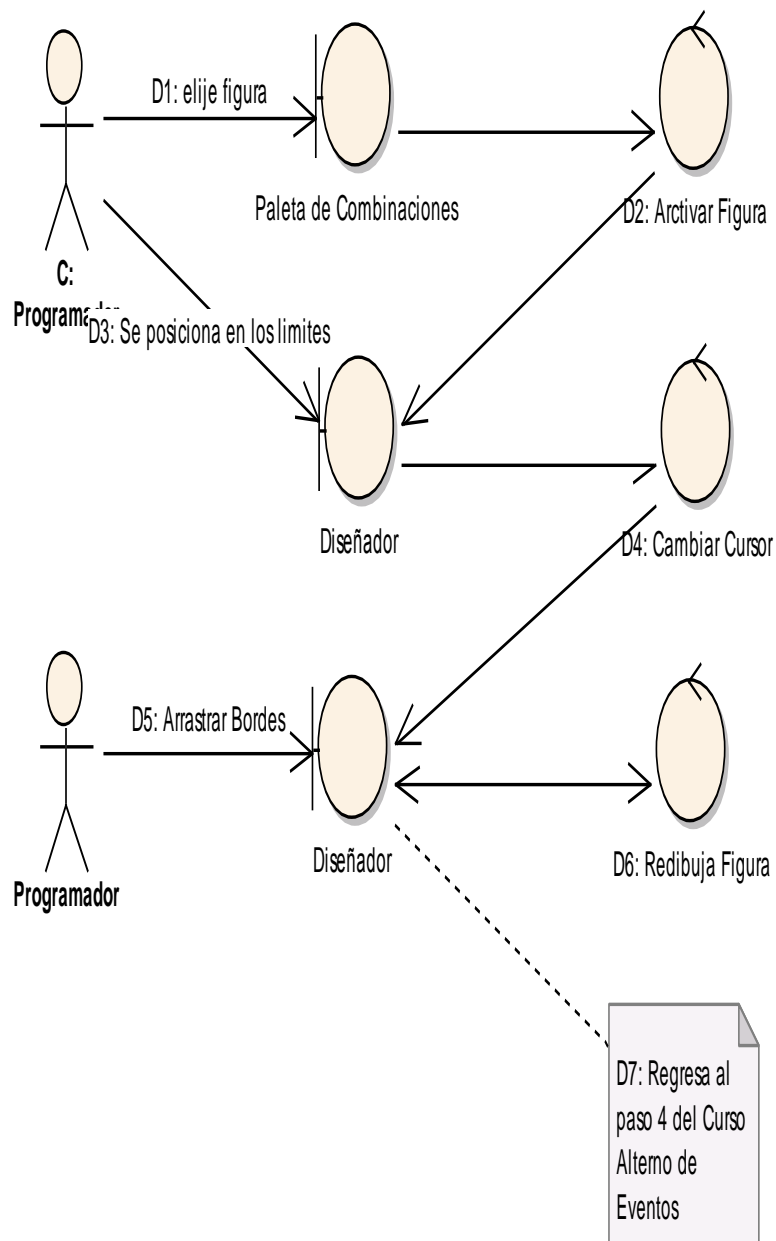 D1: elije figura
Paleta de Combinaciones
D2: Arctivar Figura
C:
Programador
D3: Se posiciona en los limites
Diseñador
D4: Cambiar Cursor
D5: Arrastrar Bordes
Diseñador
D6: Redibuja Figura
Programador
D7: Regresa al
paso 4 del Curso
Alterno de
Eventos